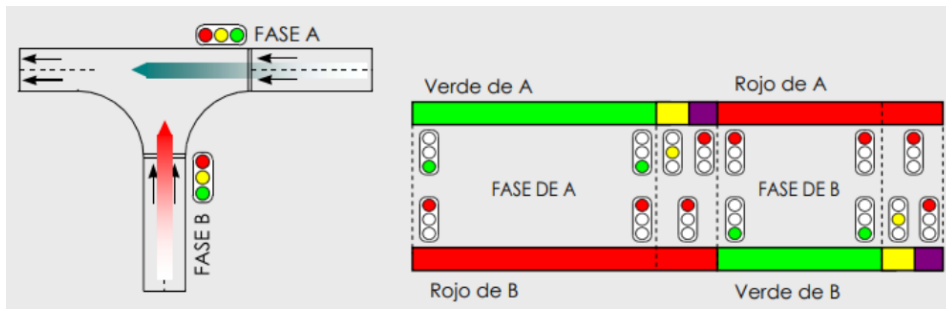 FASE A
FASE B
Verde de A
Rojo de A
FASE DE A
FASE DE B
Rojo de B
Verde de B